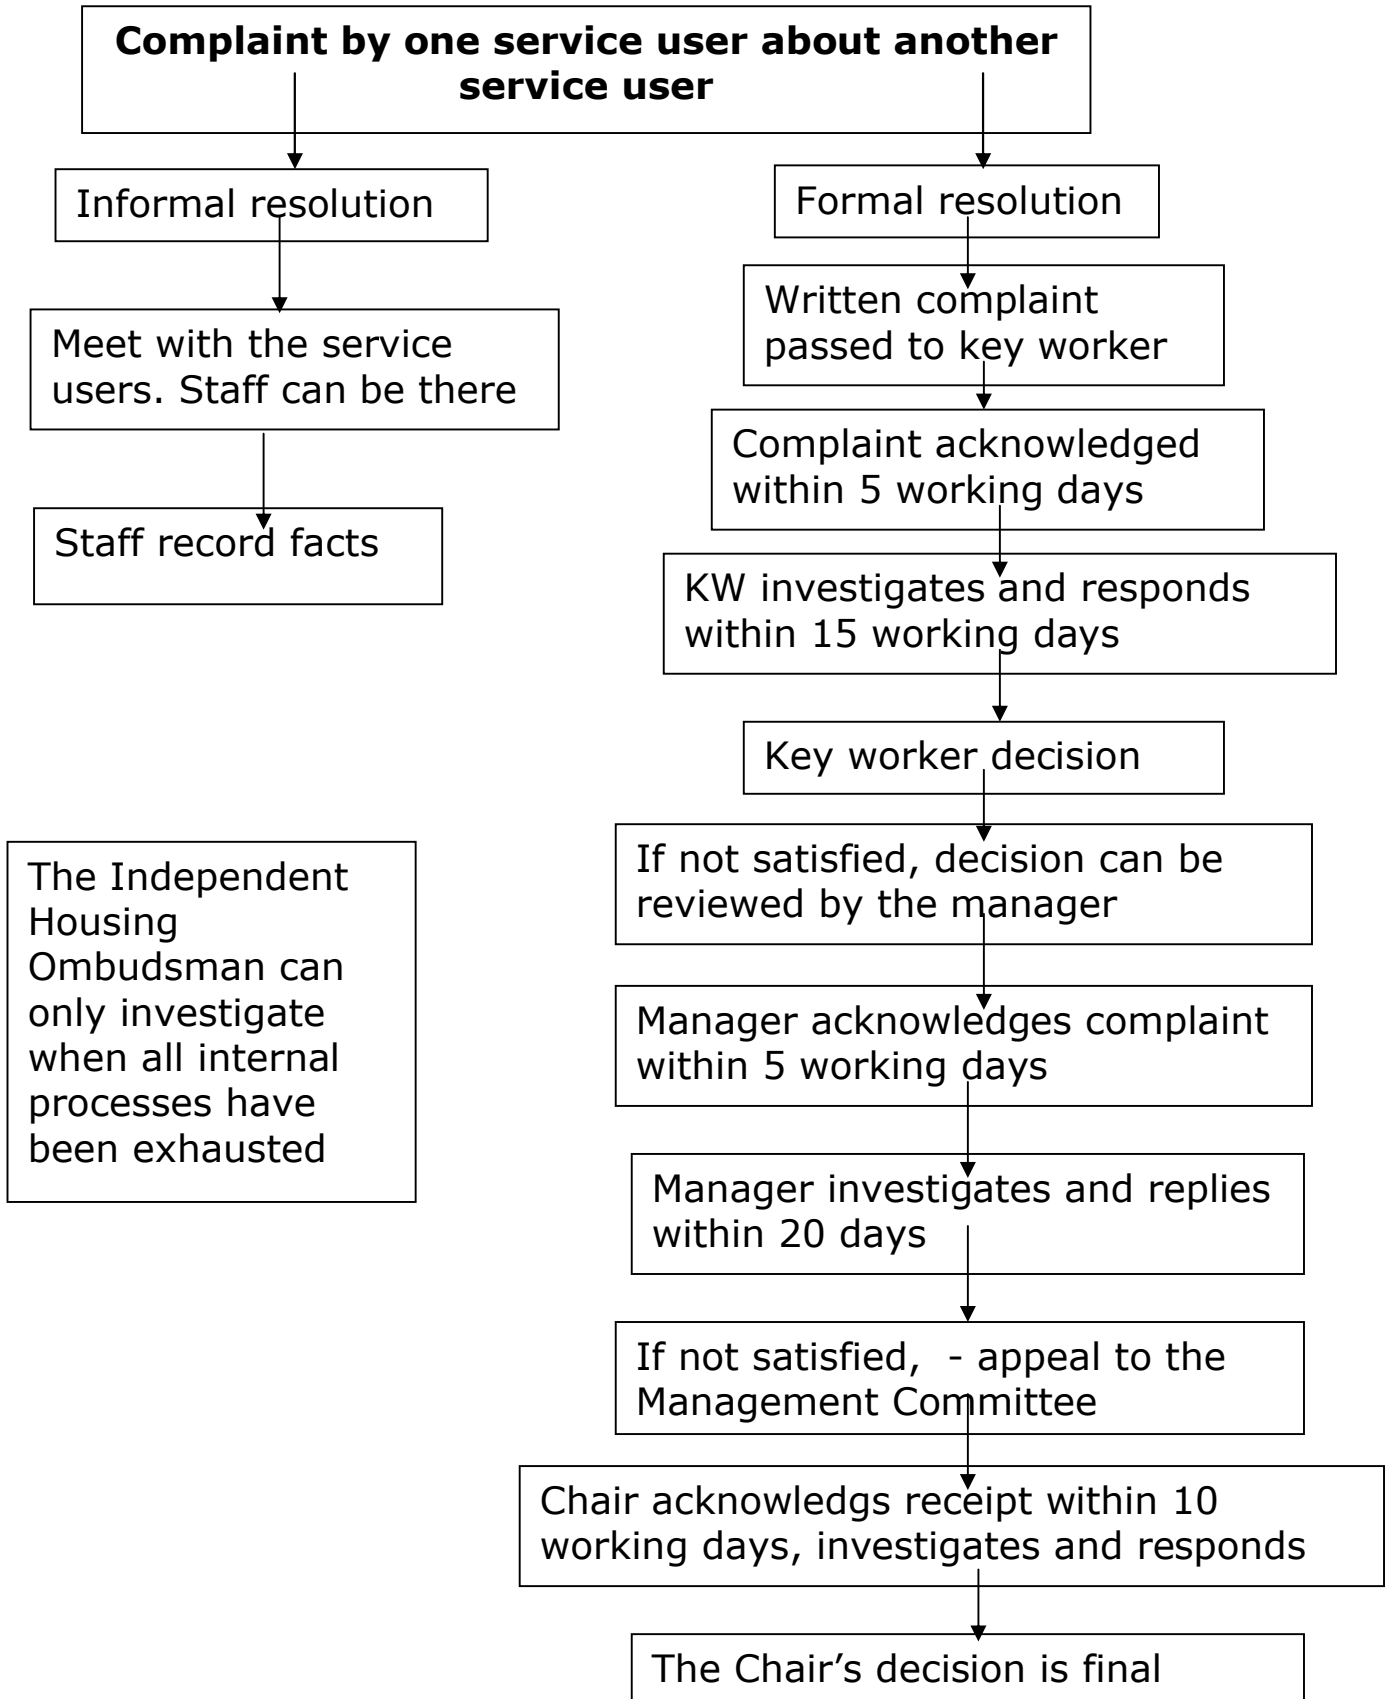 Complaint by one service user about another
service user
Informal resolution
Meet with the service
users. Staff can be there
Staff record facts
Formal resolution
Written complaint
passed to key worker
Complaint acknowledged
within 5 working days
KW investigates and responds
within 15 working days
Key worker decision
If not satisfied, decision can be
reviewed by the manager
Manager acknowledges complaint
within 5 working days
Manager investigates and replies
within 20 days
If not satisfied,  - appeal to the
Management Committee
Chair acknowledgs receipt within 10
working days, investigates and responds
The Chair’s decision is final
The Independent
Housing
Ombudsman can
only investigate
when all internal
processes have
been exhausted